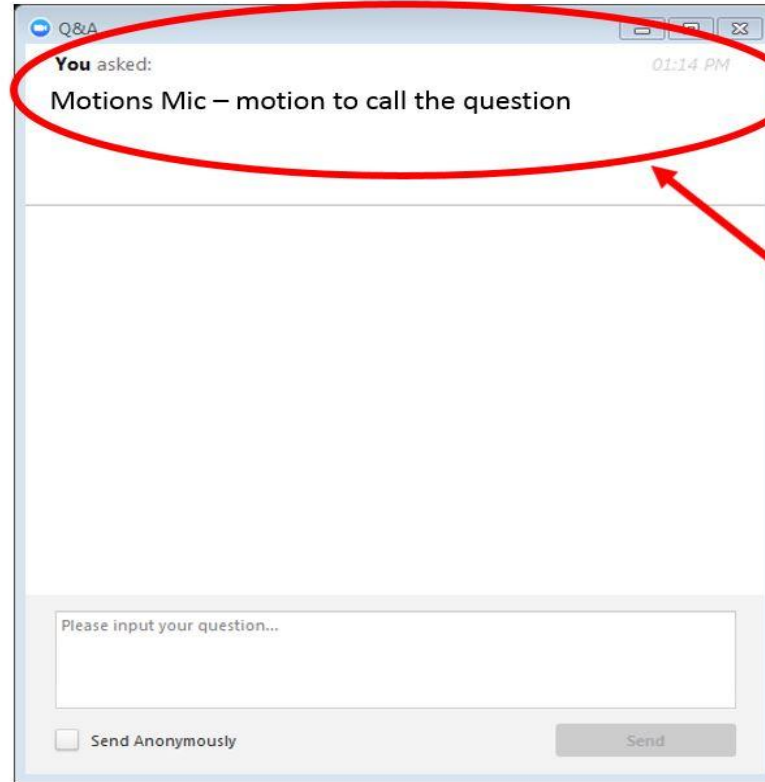 Q&A
You asked: 01:14 PM
Motions Mic – motion to call the question
Please input your question...
Send Anonymously Send